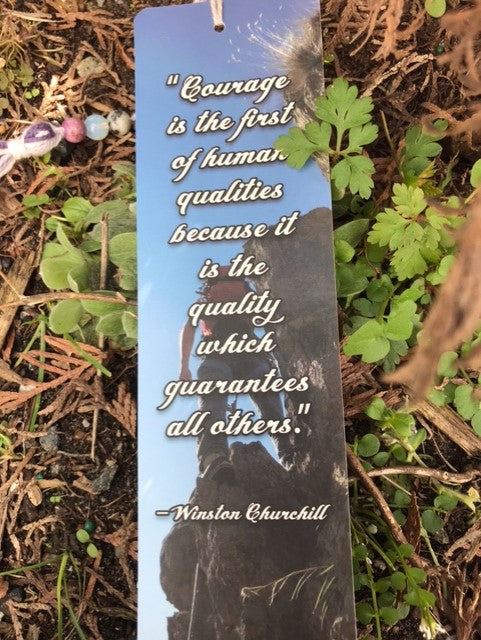 "Courage
is the first
of human
qualities
because it
is the
quality
which
guarantees
all others."
–Winston Churchill